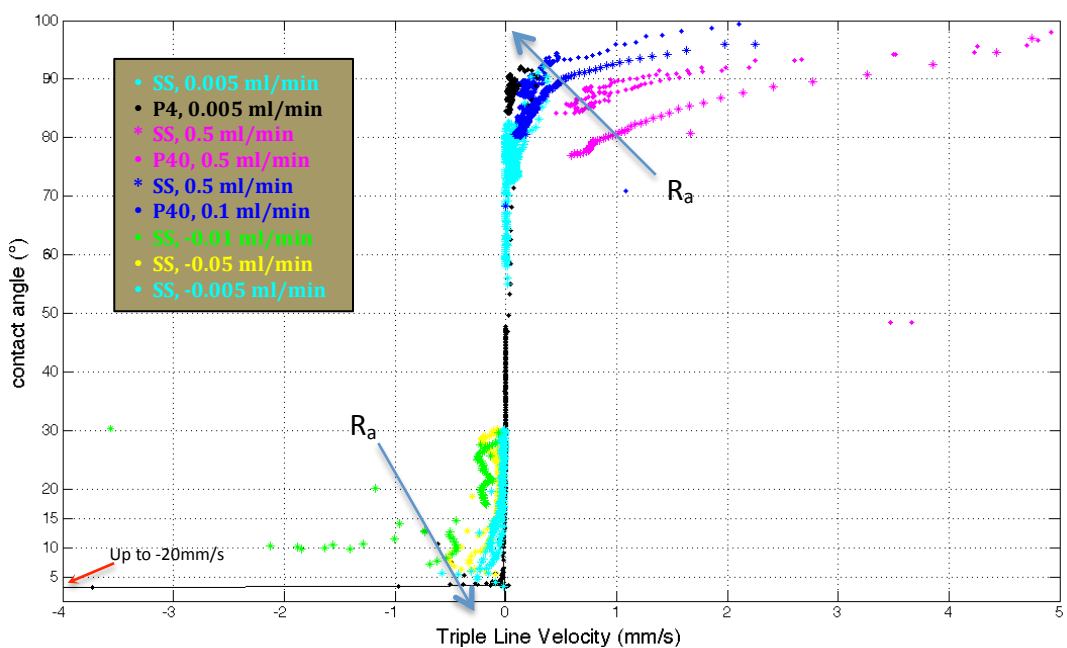 100
90
80
70
60
50
40
30
20
15
10
5
contact angle (°)
• SS, 0.005 ml/min
• P4, 0.005 ml/min
* SS, 0.5 ml/min
• P40, 0.5 ml/min
* SS, 0.5 ml/min
• P40, 0.1 ml/min
• SS, -0.01 ml/min
• SS, -0.05 ml/min
• SS, -0.005 ml/min
Ra
Ra
Up to -20mm/s
-4 -3 -2 -1 0 1 2 3 4 5
Triple Line Velocity (mm/s)